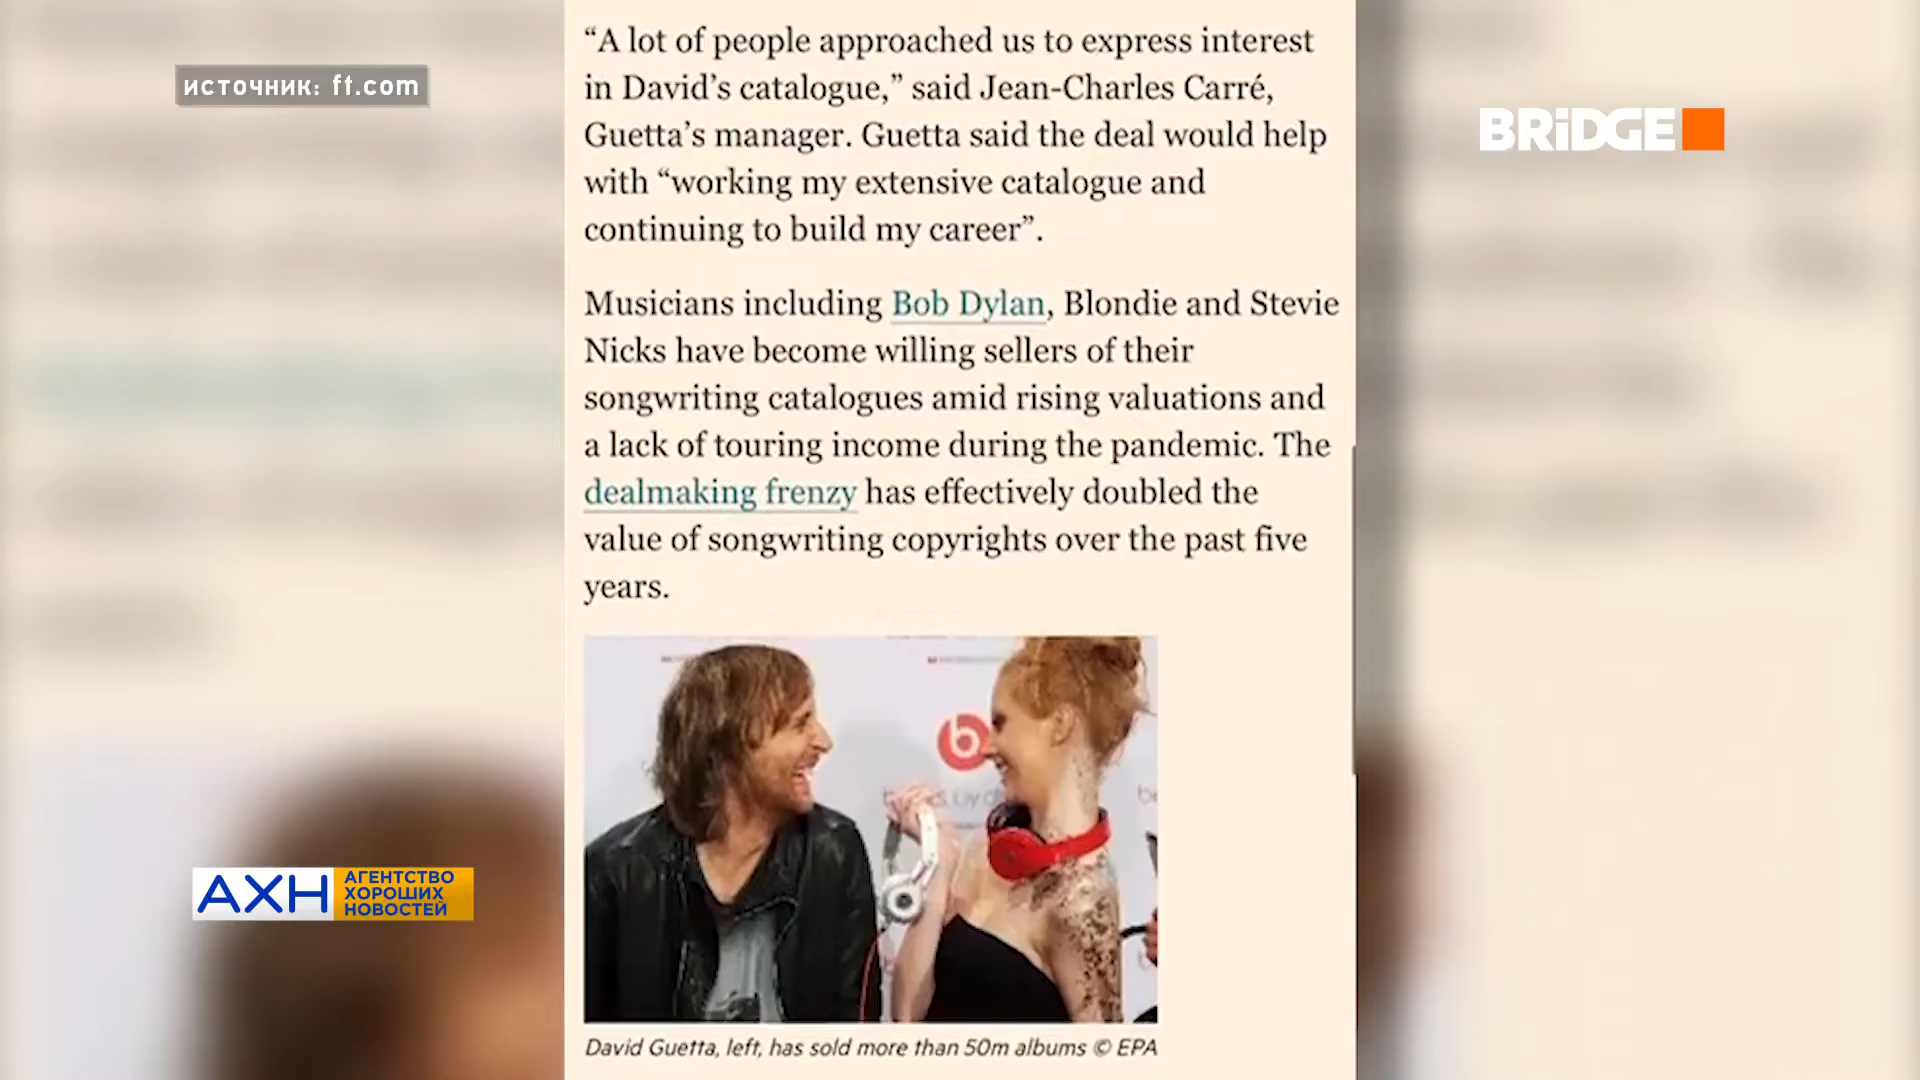 источник: ft.com
BRiDGE
“A lot of people approached us to express interest
in David’s catalogue,” said Jean-Charles Carré,
Guetta’s manager. Guetta said the deal would help
with “working my extensive catalogue and
continuing to build my career”.
Musicians including Bob Dylan, Blondie and Stevie
Nicks have become willing sellers of their
songwriting catalogues amid rising valuations and
a lack of touring income during the pandemic. The
dealmaking frenzy has effectively doubled the
value of songwriting copyrights over the past five
years.
b
David Guetta, left, has sold more than 50m albums © EPA
АХН
АГЕНТСТВО
ХОРОШИХ
НОВОСТЕЙ